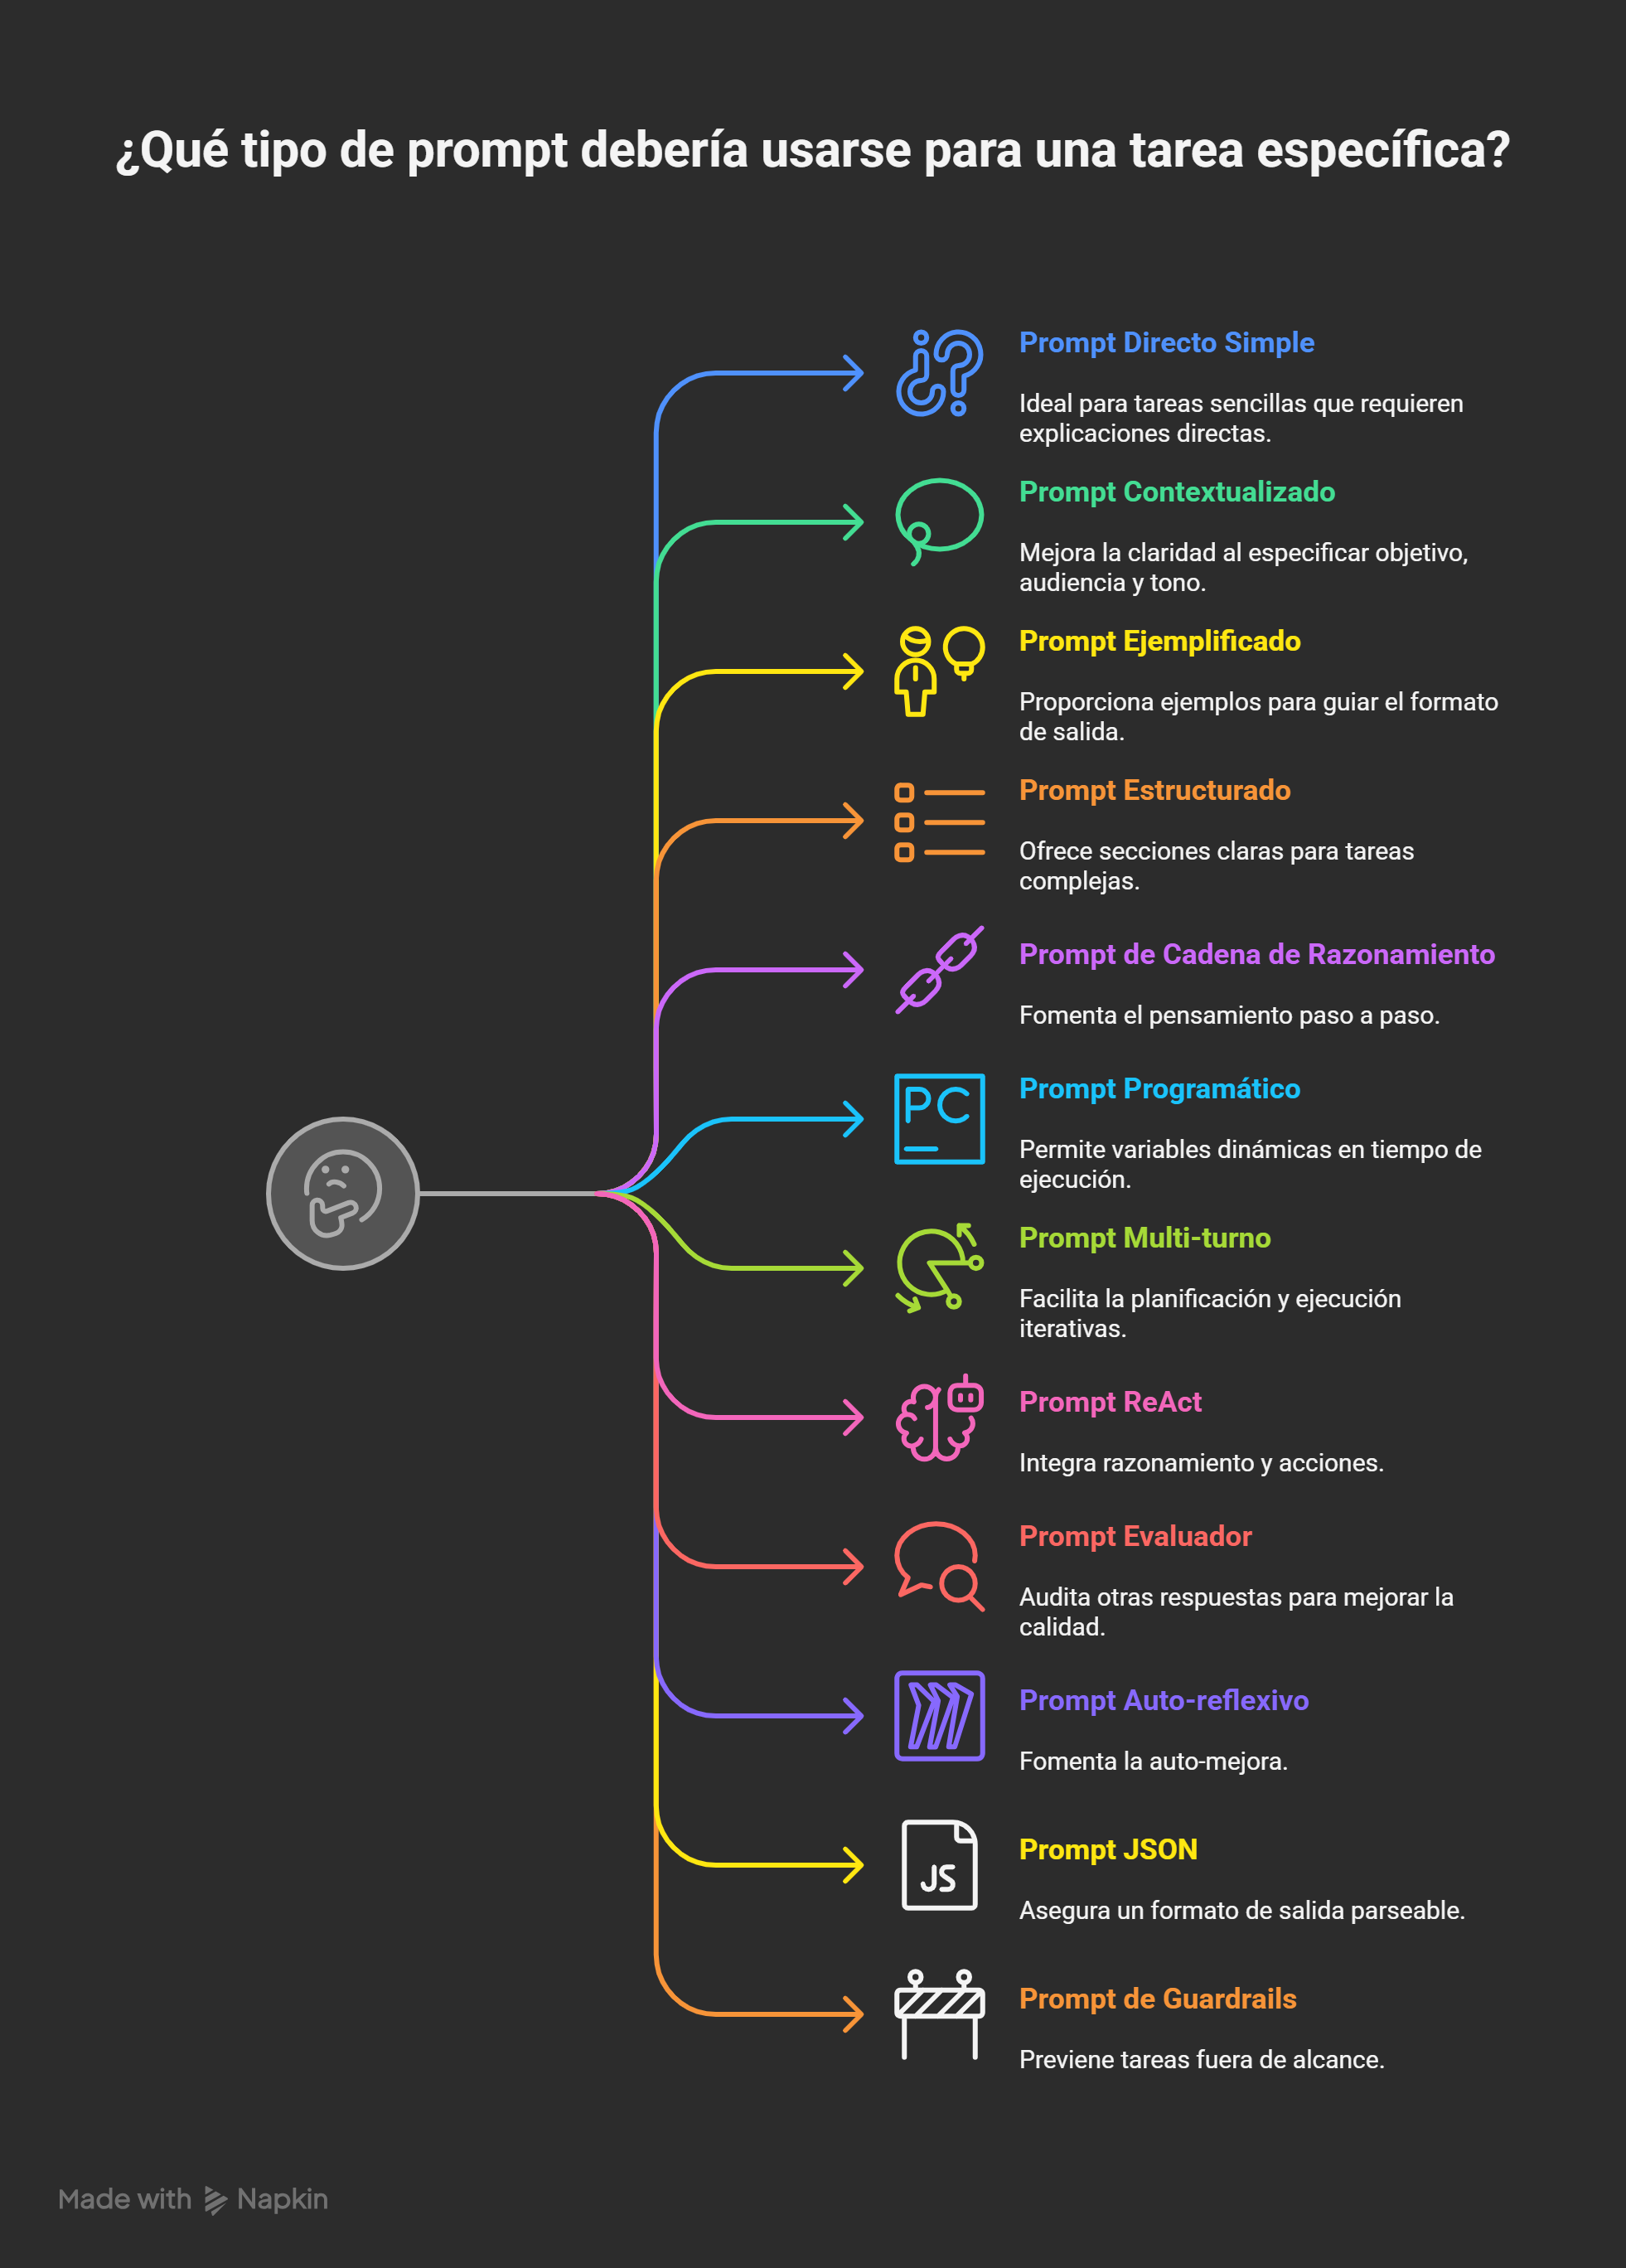 ¿Qué tipo de prompt debería usarse para una tarea específica?
Prompt Directo Simple
Ideal para tareas sencillas que requieren
explicaciones directas.
Prompt Contextualizado
Mejora la claridad al especificar objetivo,
audiencia y tono.
Prompt Ejemplificado
Proporciona ejemplos para guiar el formato
de salida.
Prompt Estructurado
Ofrece secciones claras para tareas
complejas.
Prompt de Cadena de Razonamiento
Fomenta el pensamiento paso a paso.
PC
Prompt Programático
Permite variables dinámicas en tiempo de
ejecución.
Prompt Multi-turno
Facilita la planificación y ejecución
iterativas.
Prompt ReAct
Integra razonamiento y acciones.
Prompt Evaluador
Audita otras respuestas para mejorar la
calidad.
Prompt Auto-reflexivo
Fomenta la auto-mejora.
JS
Prompt JSON
Asegura un formato de salida parseable.
Prompt de Guardrails
Previene tareas fuera de alcance.
Made with Napkin